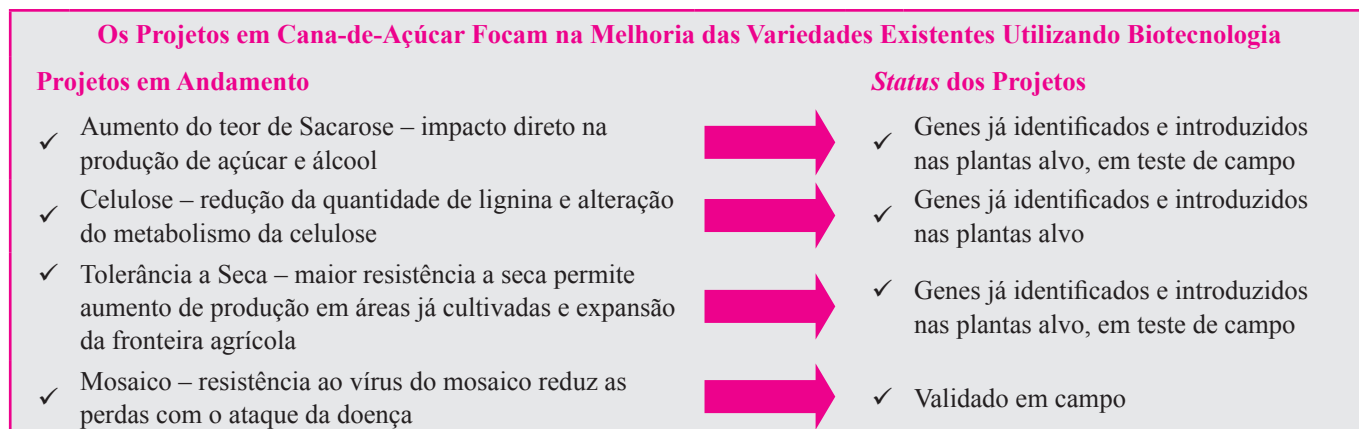 Os Projetos em Cana-de-Açúcar Focam na Melhoria das Variedades Existentes Utilizando Biotecnologia
Projetos em Andamento
Status dos Projetos
✓ Aumento do teor de Sacarose – impacto direto na
produção de açúcar e álcool
✓ Genes já identificados e introduzidos
nas plantas alvo, em teste de campo
✓ Celulose – redução da quantidade de lignina e alteração
do metabolismo da celulose
✓ Genes já identificados e introduzidos
nas plantas alvo
✓ Tolerância a Seca – maior resistência a seca permite
aumento de produção em áreas já cultivadas e expansão
da fronteira agrícola
✓ Genes já identificados e introduzidos
nas plantas alvo, em teste de campo
✓ Mosaico – resistência ao vírus do mosaico reduz as
perdas com o ataque da doença
✓ Validado em campo